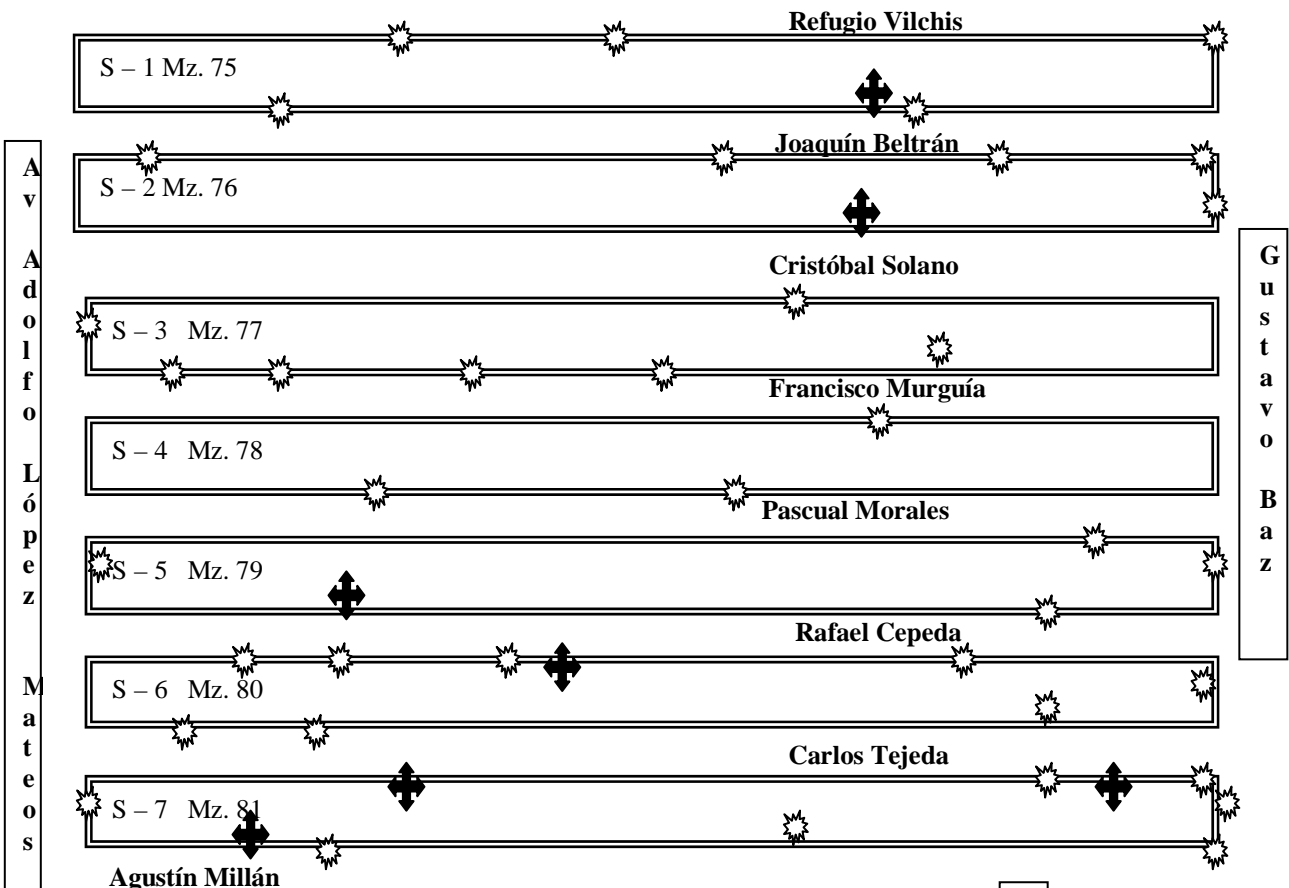 Refugio Vilchis
S – 1 Mz. 75
Joaquín Beltrán
S – 2 Mz. 76
Cristóbal Solano
S – 3 Mz. 77
Francisco Murguía
S – 4 Mz. 78
Pascual Morales
S – 5 Mz. 79
Rafael Cepeda
S – 6 Mz. 80
Carlos Tejeda
S – 7 Mz. 81
Agustín Millán
Av Adolfo López Mateos
Gustavo Baz